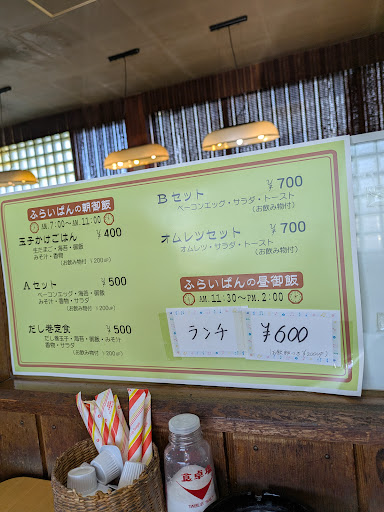 ふらいぱんの朝御飯
AM.7:00〜AM.11:00
玉子かけごはん ¥400
生たまご・海苔・御飯
みそ汁・香物
(お飲み物付)200円
Aセット ¥500
ベーコンエッグ・海苔・御飯
みそ汁・香物・サラダ
(お飲み物付)200円
だし巻定食 ¥500
だし巻玉子・海苔・御飯・みそ汁
香物・サラダ
(お飲み物付)200円
Bセット ¥700
ベーコンエッグ・サラダ・トースト
(お飲み物付)
オムレツセット ¥700
オムレツ・サラダ・トースト
(お飲み物付)
ふらいぱんの昼御飯
AM.11:30〜PM.2:00
ランチ ¥600
食卓塩